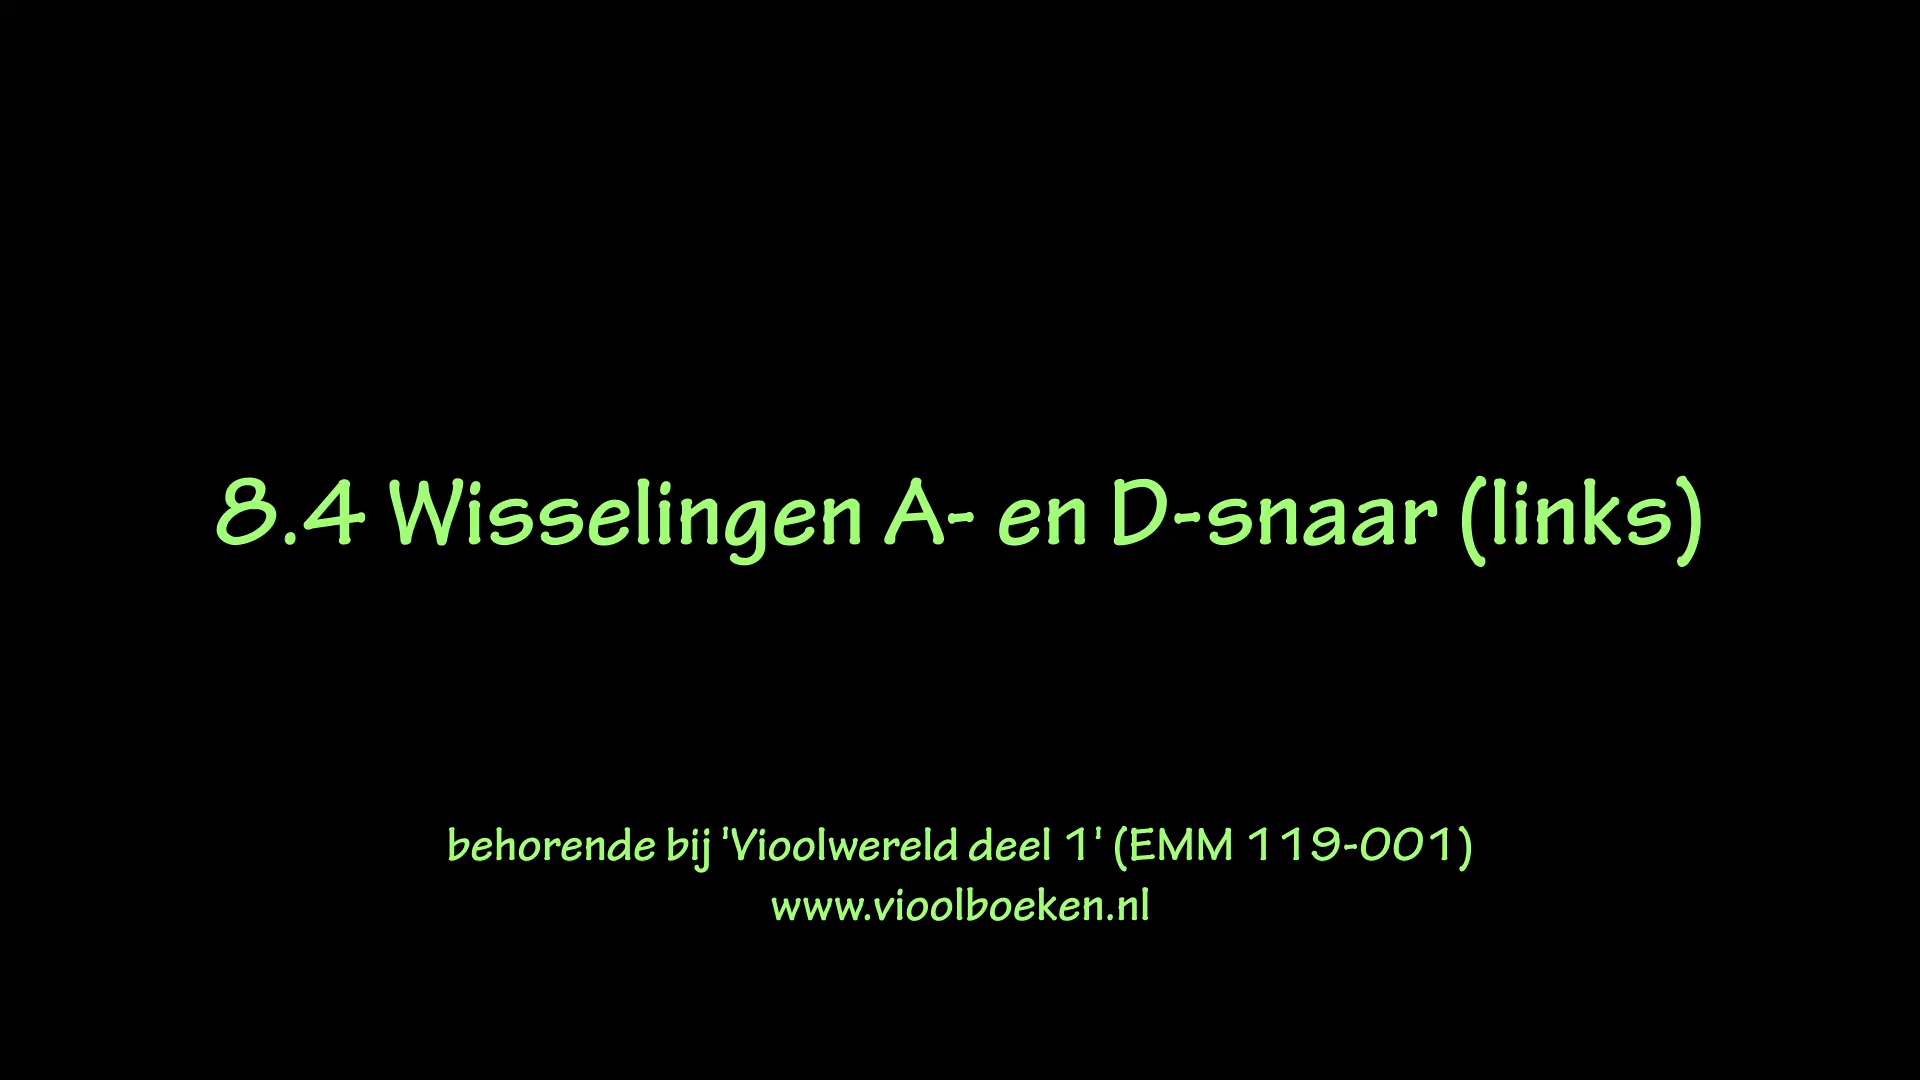 8.4 Wisselingen A- en D-snaar (links)
behorende bij 'Vioolwereld deel 1' (EMM 119-001)
www.vioolboeken.nl